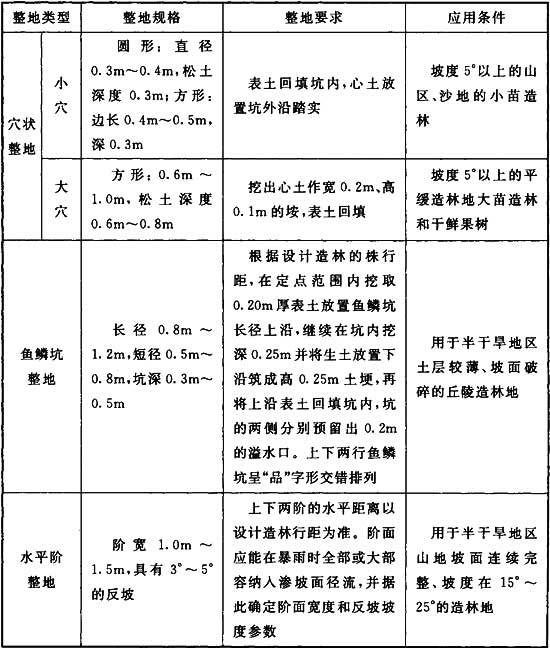 整地类型 整地规格 整地要求 应用条件
穴状整地
小穴
圆形：直径
0.3m～0.4m，松土
深度 0.3m；方形：
边长 0.4m～0.5m，
深 0.3m
表土回填坑内，心土放
置坑外沿踏实
坡度 5°以上的山
区、沙地的小苗造
林
大穴
方形：0.6m～
1.0m，松土深度
0.6m～0.8m
挖出心土作宽 0.2m、高
0.1m 的垵，表土回填
坡度 5°以上的平
缓造林地大苗造林
和干鲜果树
鱼鳞坑
整地
长径 0.8m～
1.2m，短径 0.5m～
0.8m，坑深 0.3m～
0.5m
根据设计造林的株行
距，在定点范围内挖取
0.20m 厚表土放置鱼鳞坑
长径上沿，继续在坑内挖
深 0.25m 并将生土放置下
沿筑成高 0.25m 土埂，再
将上沿表土回填坑内，坑
的两侧分别预留出 0.2m
的溢水口。上下两行鱼鳞
坑呈“品”字形交错排列
用于半干旱地区
土层较薄、坡面破
碎的丘陵造林地
水平阶
整地
阶宽 1.0m～
1.5m，具有 3°～5°
的反坡
上下两阶的水平距离以
设计造林行距为准。阶面
应能在暴雨时全部或大部
容纳入渗坡面径流，并据
此确定阶面宽度和反坡坡
度参数
用于半干旱地区
山地坡面连续完
整、坡度在 15°～
25°的造林地